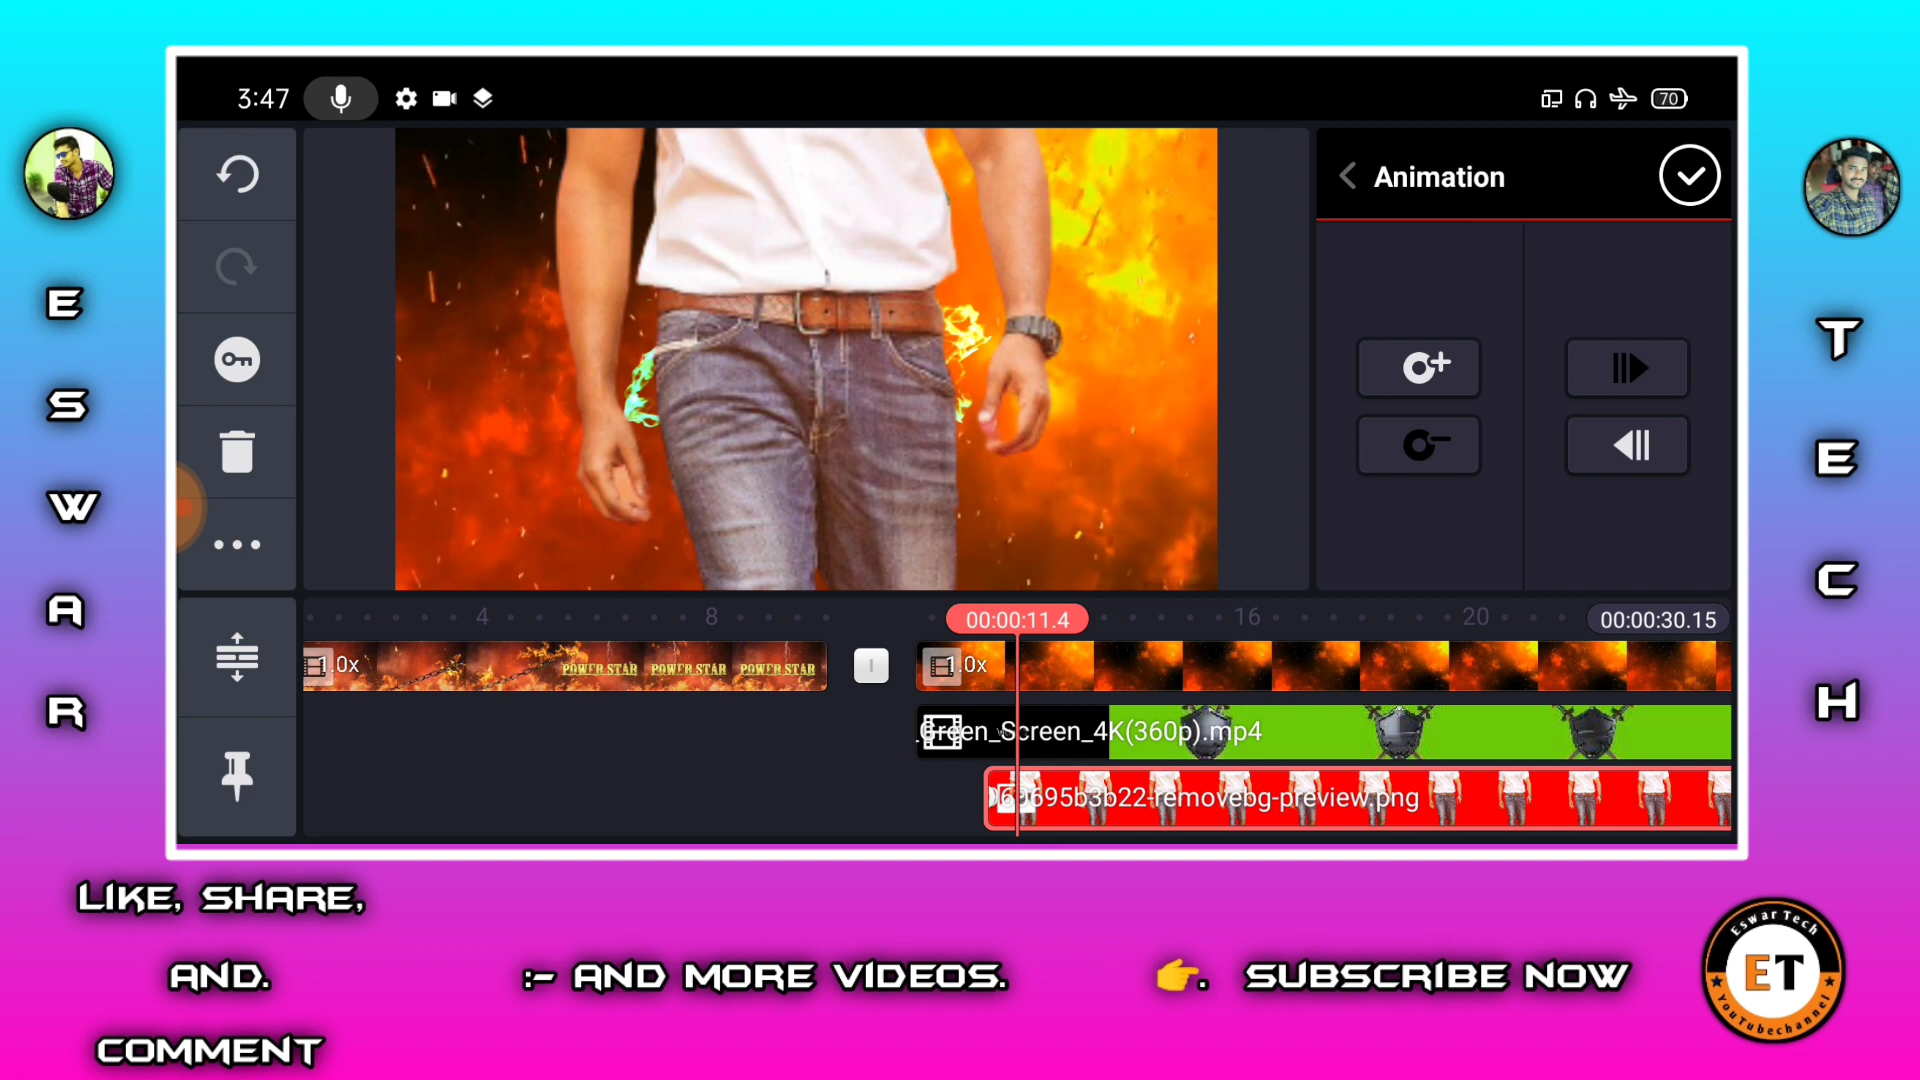 3:47
70
Animation
4
8
00:00:11.4
16
20
00:00:30.15
1.0x
POWER STAR POWER STAR POWER STAR
1.0x
.Green_Screen_4K(360p).mp4
695b3b22-removebg-preview.png
E
S
W
A
R
T
E
C
H
LIKE, SHARE,
AND.
COMMENT
:- AND MORE VIDEOS.
👉. SUBSCRIBE NOW
Eswar Tech
ET
YouTubechannel